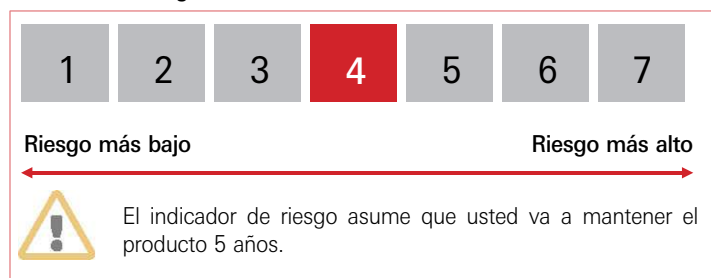 1 2 3 4 5 6 7
Riesgo más bajo Riesgo más alto
El indicador de riesgo asume que usted va a mantener el
producto 5 años.